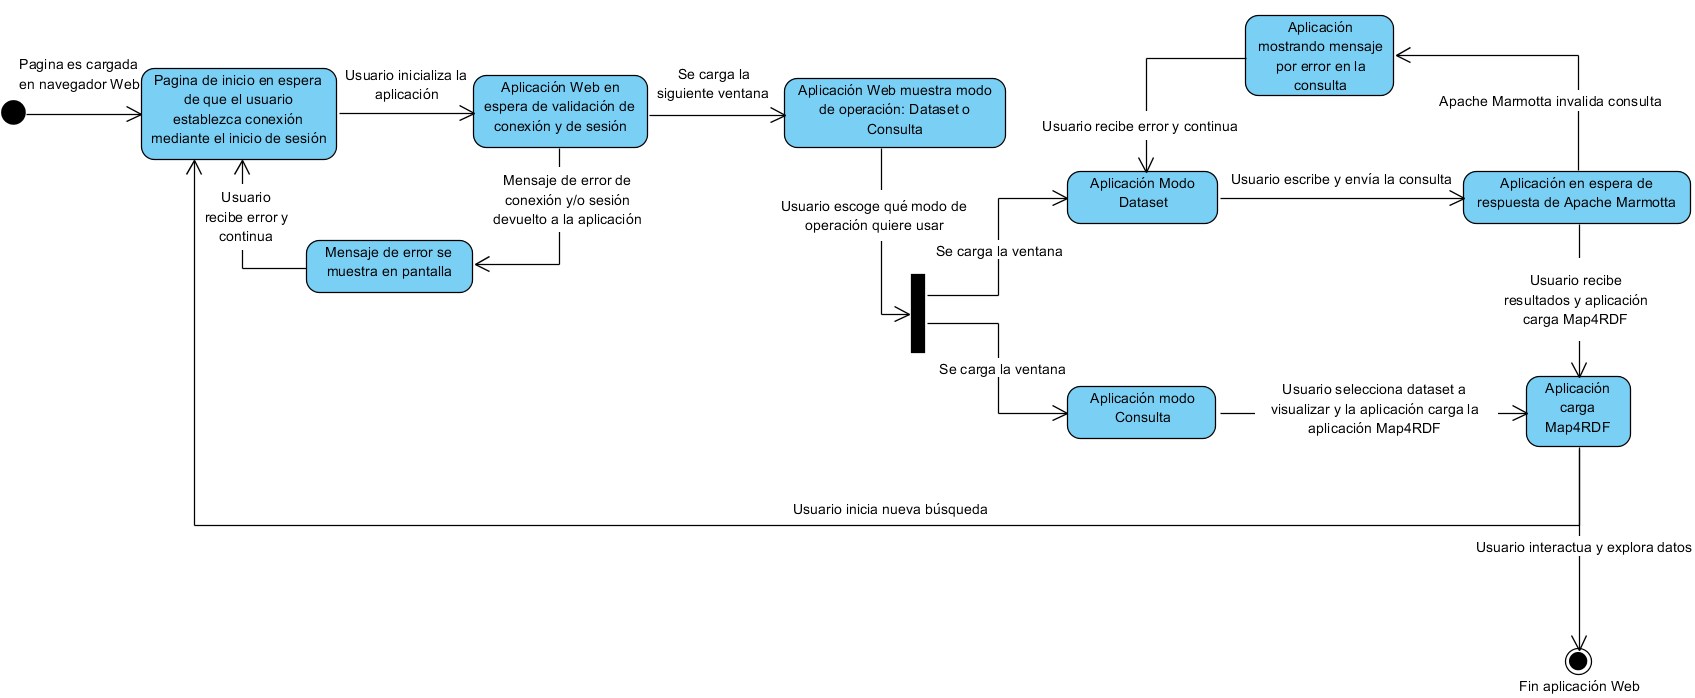 Pagina es cargada
en navegador Web
Pagina de inicio en espera
de que el usuario
establezca conexión
mediante el inicio de sesión
Usuario inicializa la
aplicación
Aplicación Web en
espera de validación de
conexión y de sesión
Se carga la
siguiente ventana
Aplicación Web muestra modo
de operación: Dataset o
Consulta
Aplicación
mostrando mensaje
por error en la
consulta
Apache Marmotta invalida consulta
Usuario recibe error y continua
Mensaje de error de
conexión y/o sesión
devuelto a la aplicación
Usuario
recibe error y
continua
Mensaje de error se
muestra en pantalla
Usuario escoge qué modo de
operación quiere usar
Aplicación Modo
Dataset
Usuario escribe y envía la consulta
Aplicación en espera de
respuesta de Apache Marmotta
Se carga la ventana
Usuario recibe
resultados y aplicación
carga Map4RDF
Se carga la ventana
Aplicación modo
Consulta
Usuario selecciona dataset a
visualizar y la aplicación carga la
aplicación Map4RDF
Aplicación
carga
Map4RDF
Usuario inicia nueva búsqueda
Usuario interactua y explora datos
Fin aplicación Web